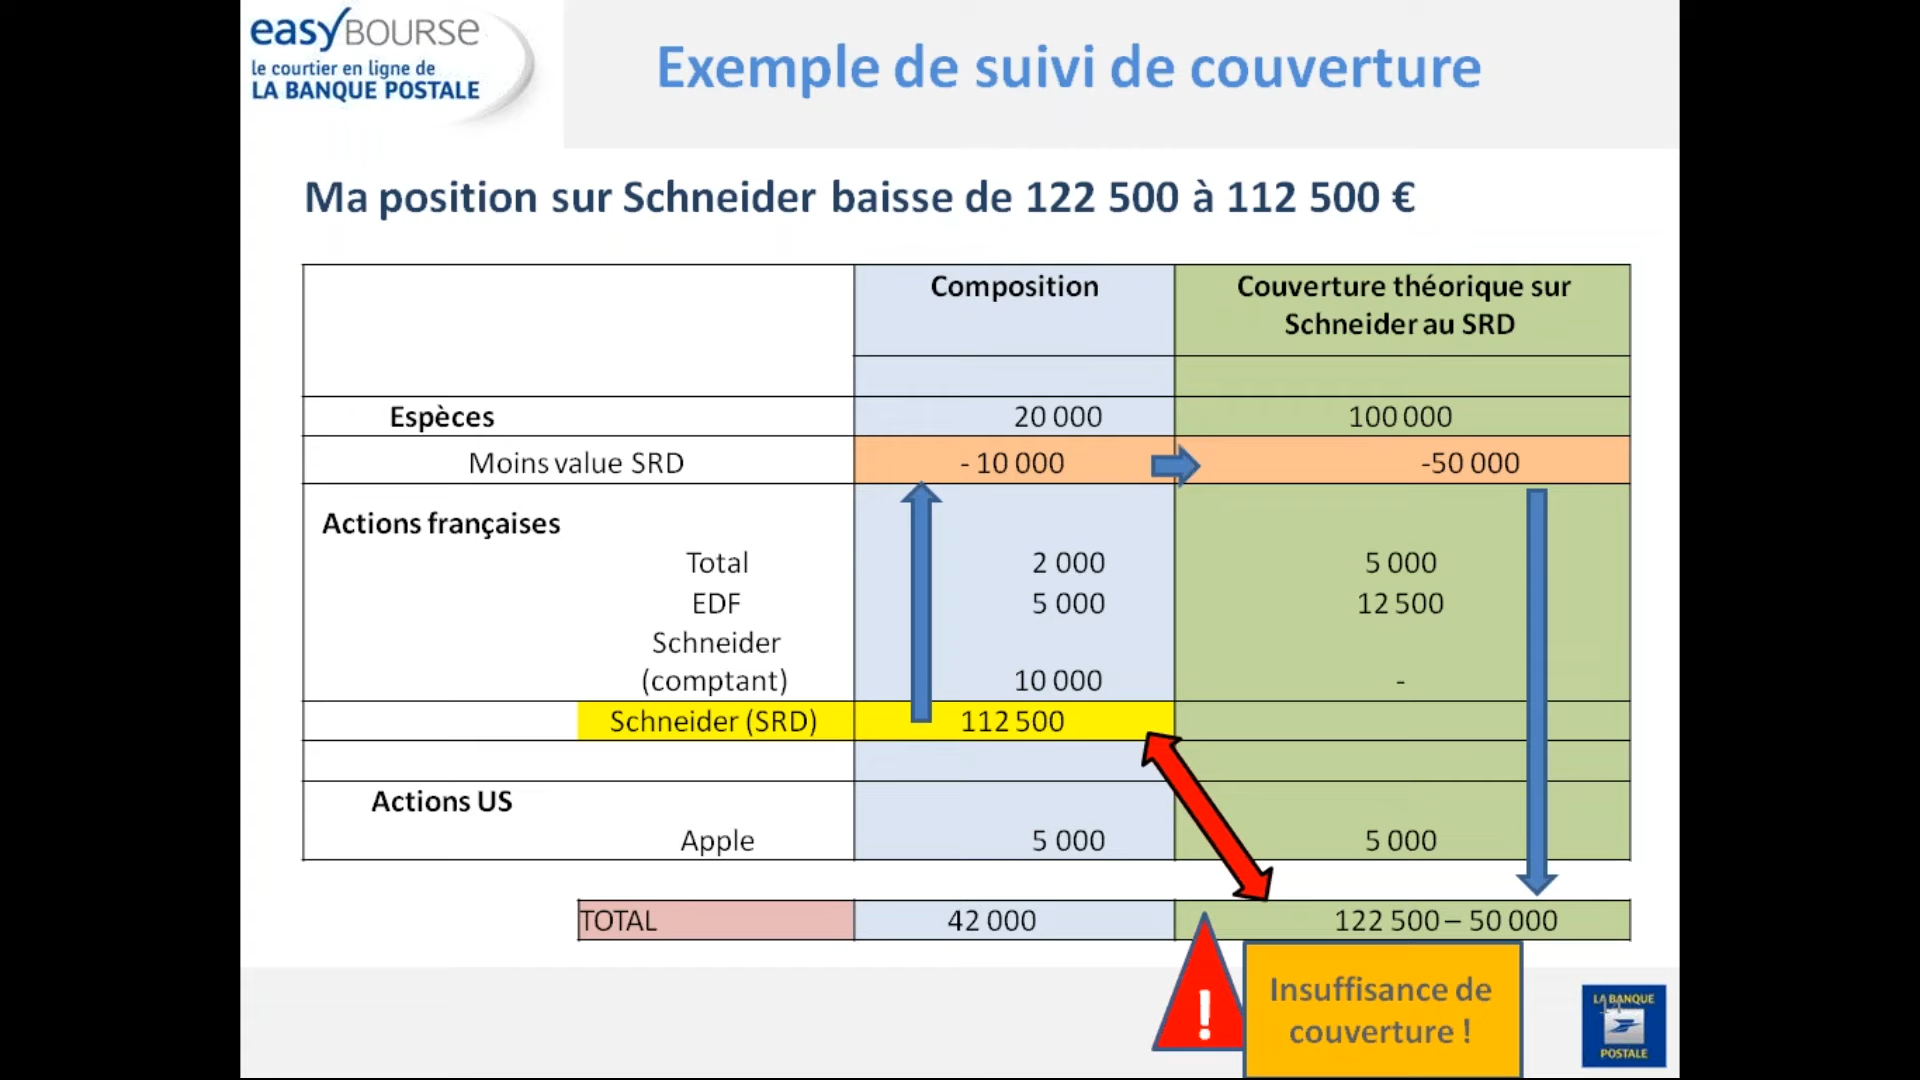 easyBOURSE
le courtier en ligne de
LA BANQUE POSTALE
Exemple de suivi de couverture
Ma position sur Schneider baisse de 122 500 à 112 500 €
Composition
Couverture théorique sur
Schneider au SRD
Espèces 20 000 100 000
Moins value SRD - 10 000 -50 000
Actions françaises
Total 2 000 5 000
EDF 5 000 12 500
Schneider
(comptant) 10 000 -
Schneider (SRD) 112 500
Actions US
Apple 5 000 5 000
TOTAL 42 000 122 500 – 50 000
!
Insuffisance de
couverture !
LA BANQUE
POSTALE